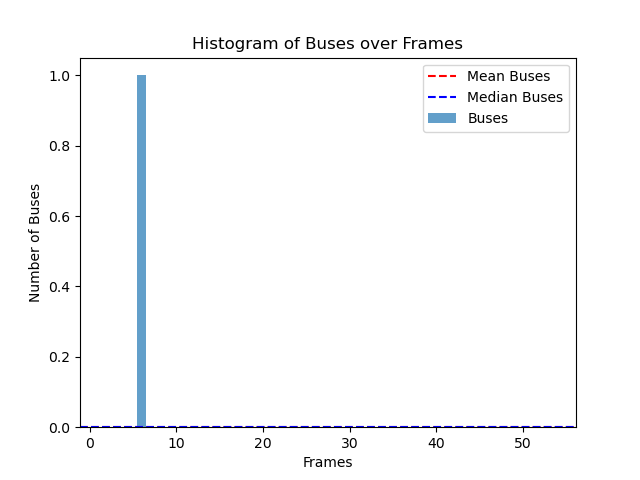 Histogram of Buses over Frames
Mean Buses
Median Buses
Buses
Number of Buses
1.0
0.8
0.6
0.4
0.2
0.0
0 10 20 30 40 50
Frames